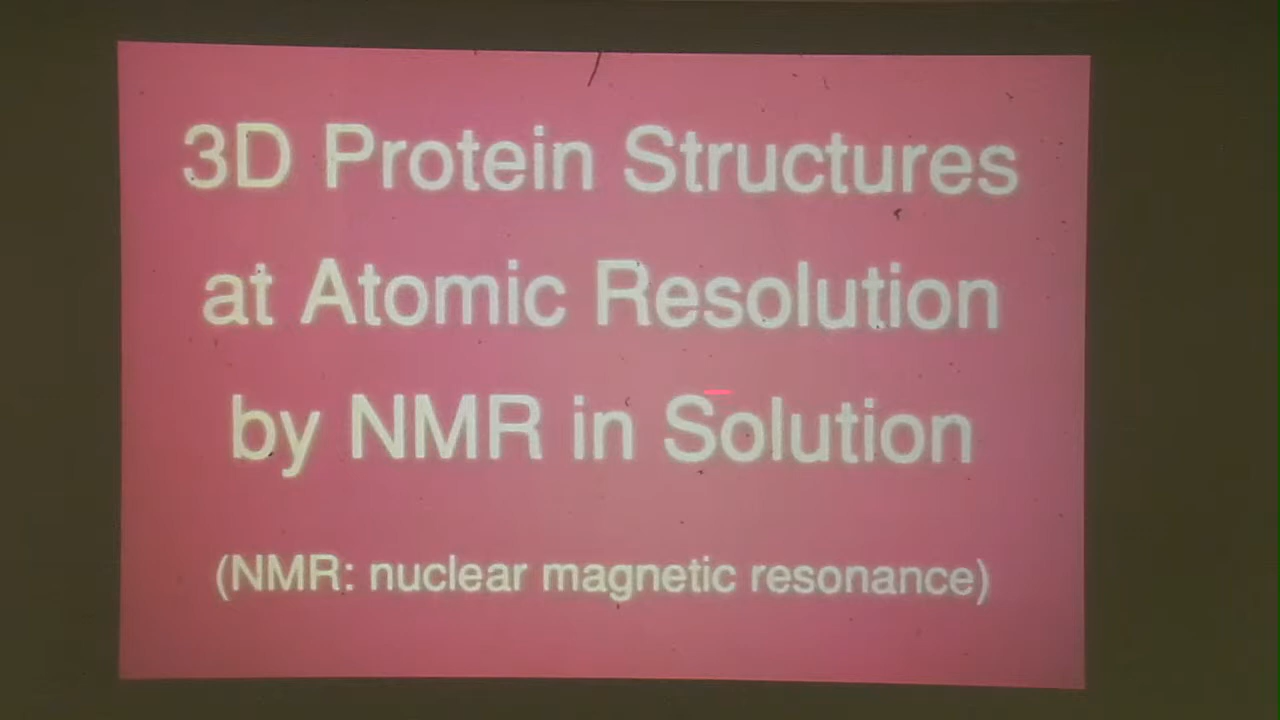 3D Protein Structures
at Atomic Resolution
by NMR in Solution
(NMR: nuclear magnetic resonance)